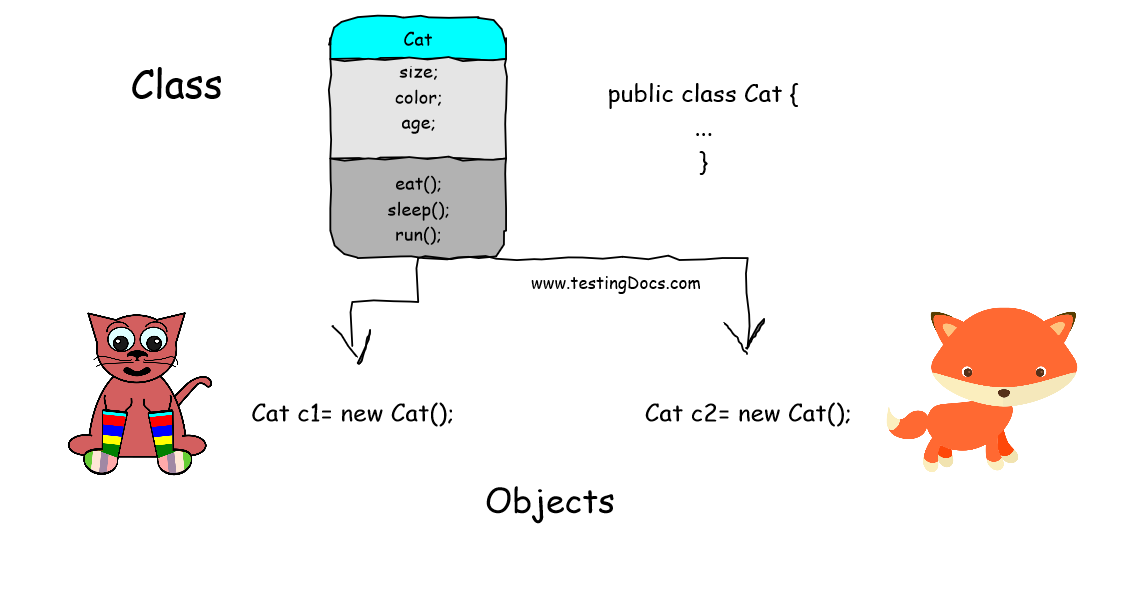 Class
Cat
size;
color;
age;
eat();
sleep();
run();
public class Cat {
...
}
www.testingDocs.com
Cat c1= new Cat();
Cat c2= new Cat();
Objects